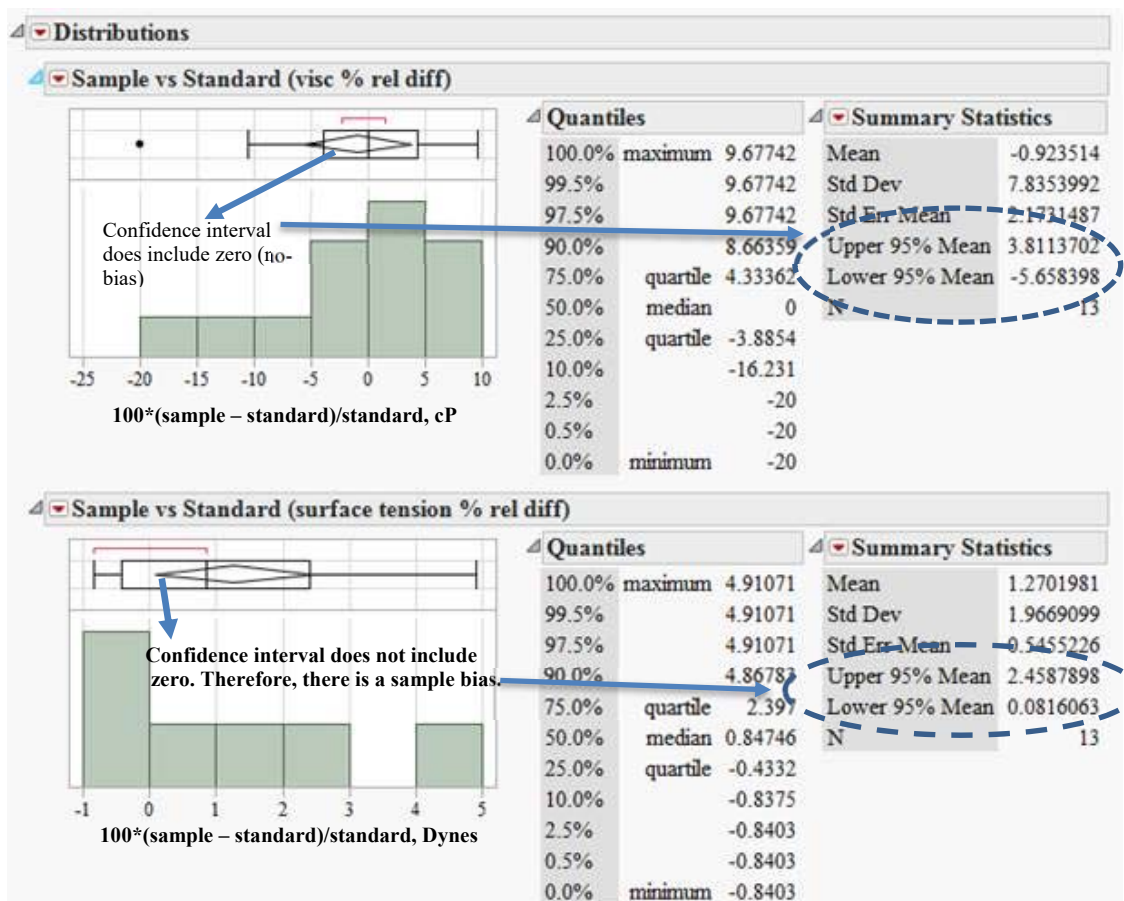 Distributions
Sample vs Standard (visc % rel diff)
Quantiles
100.0% maximum 9.67742
99.5% 9.67742
97.5% 9.67742
90.0% 8.66359
75.0% quartile 4.33362
50.0% median 0
25.0% quartile -3.8854
10.0% -16.231
2.5% -20
0.5% -20
0.0% minimum -20
Summary Statistics
Mean -0.923514
Std Dev 7.8353992
Std Err Mean 2.1731487
Upper 95% Mean 3.8113702
Lower 95% Mean -5.658398
N 13
Confidence interval
does include zero (no-
bias)
-25 -20 -15 -10 -5 0 5 10
100*(sample – standard)/standard, cP
Sample vs Standard (surface tension % rel diff)
Quantiles
100.0% maximum 4.91071
99.5% 4.91071
97.5% 4.91071
90.0% 4.86783
75.0% quartile 2.397
50.0% median 0.84746
25.0% quartile -0.4332
10.0% -0.8375
2.5% -0.8403
0.5% -0.8403
0.0% minimum -0.8403
Summary Statistics
Mean 1.2701981
Std Dev 1.9669099
Std Err Mean 0.5455226
Upper 95% Mean 2.4587898
Lower 95% Mean 0.0816063
N 13
Confidence interval does not include
zero. Therefore, there is a sample bias.
-1 0 1 2 3 4 5
100*(sample – standard)/standard, Dynes